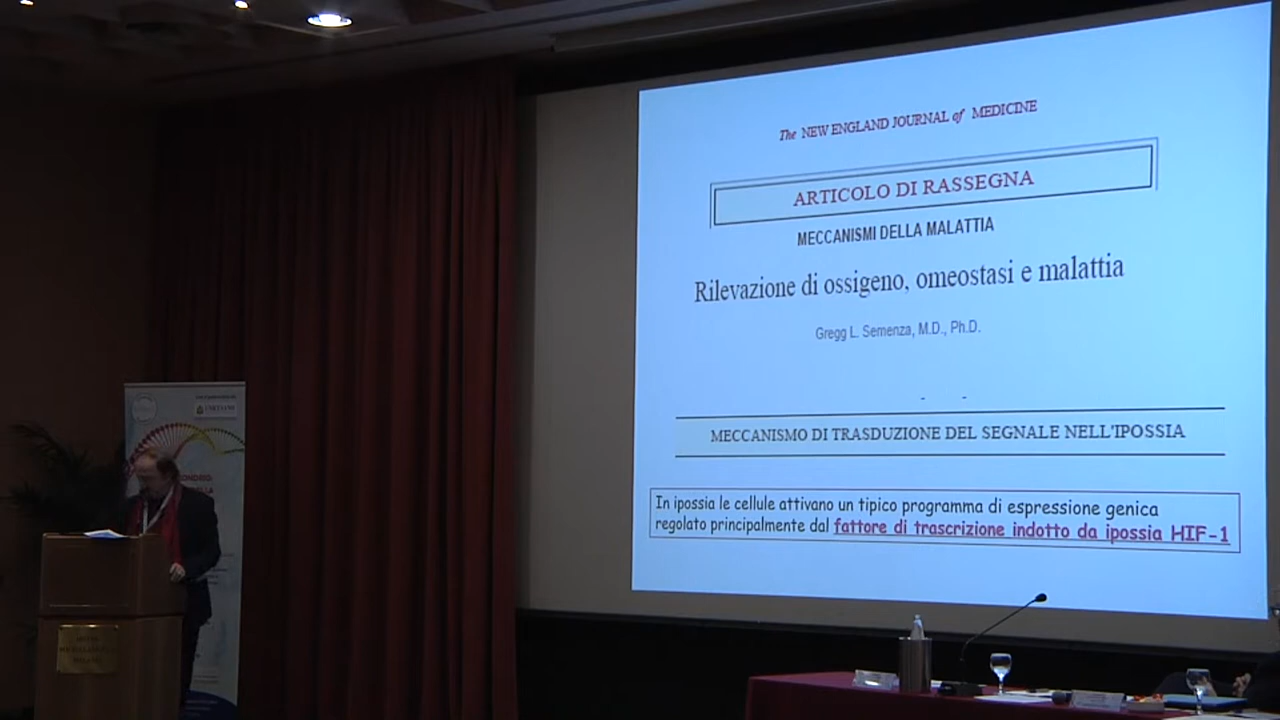 The NEW ENGLAND JOURNAL of MEDICINE
ARTICOLO DI RASSEGNA
MECCANISMI DELLA MALATTIA
Rilevazione di ossigeno, omeostasi e malattia
Gregg L. Semenza, M.D., Ph.D.
MECCANISMO DI TRASDUZIONE DEL SEGNALE NELL'IPOSSIA
In ipossia le cellule attivano un tipico programma di espressione genica
regolato principalmente dal fattore di trascrizione indotto da ipossia HIF-1